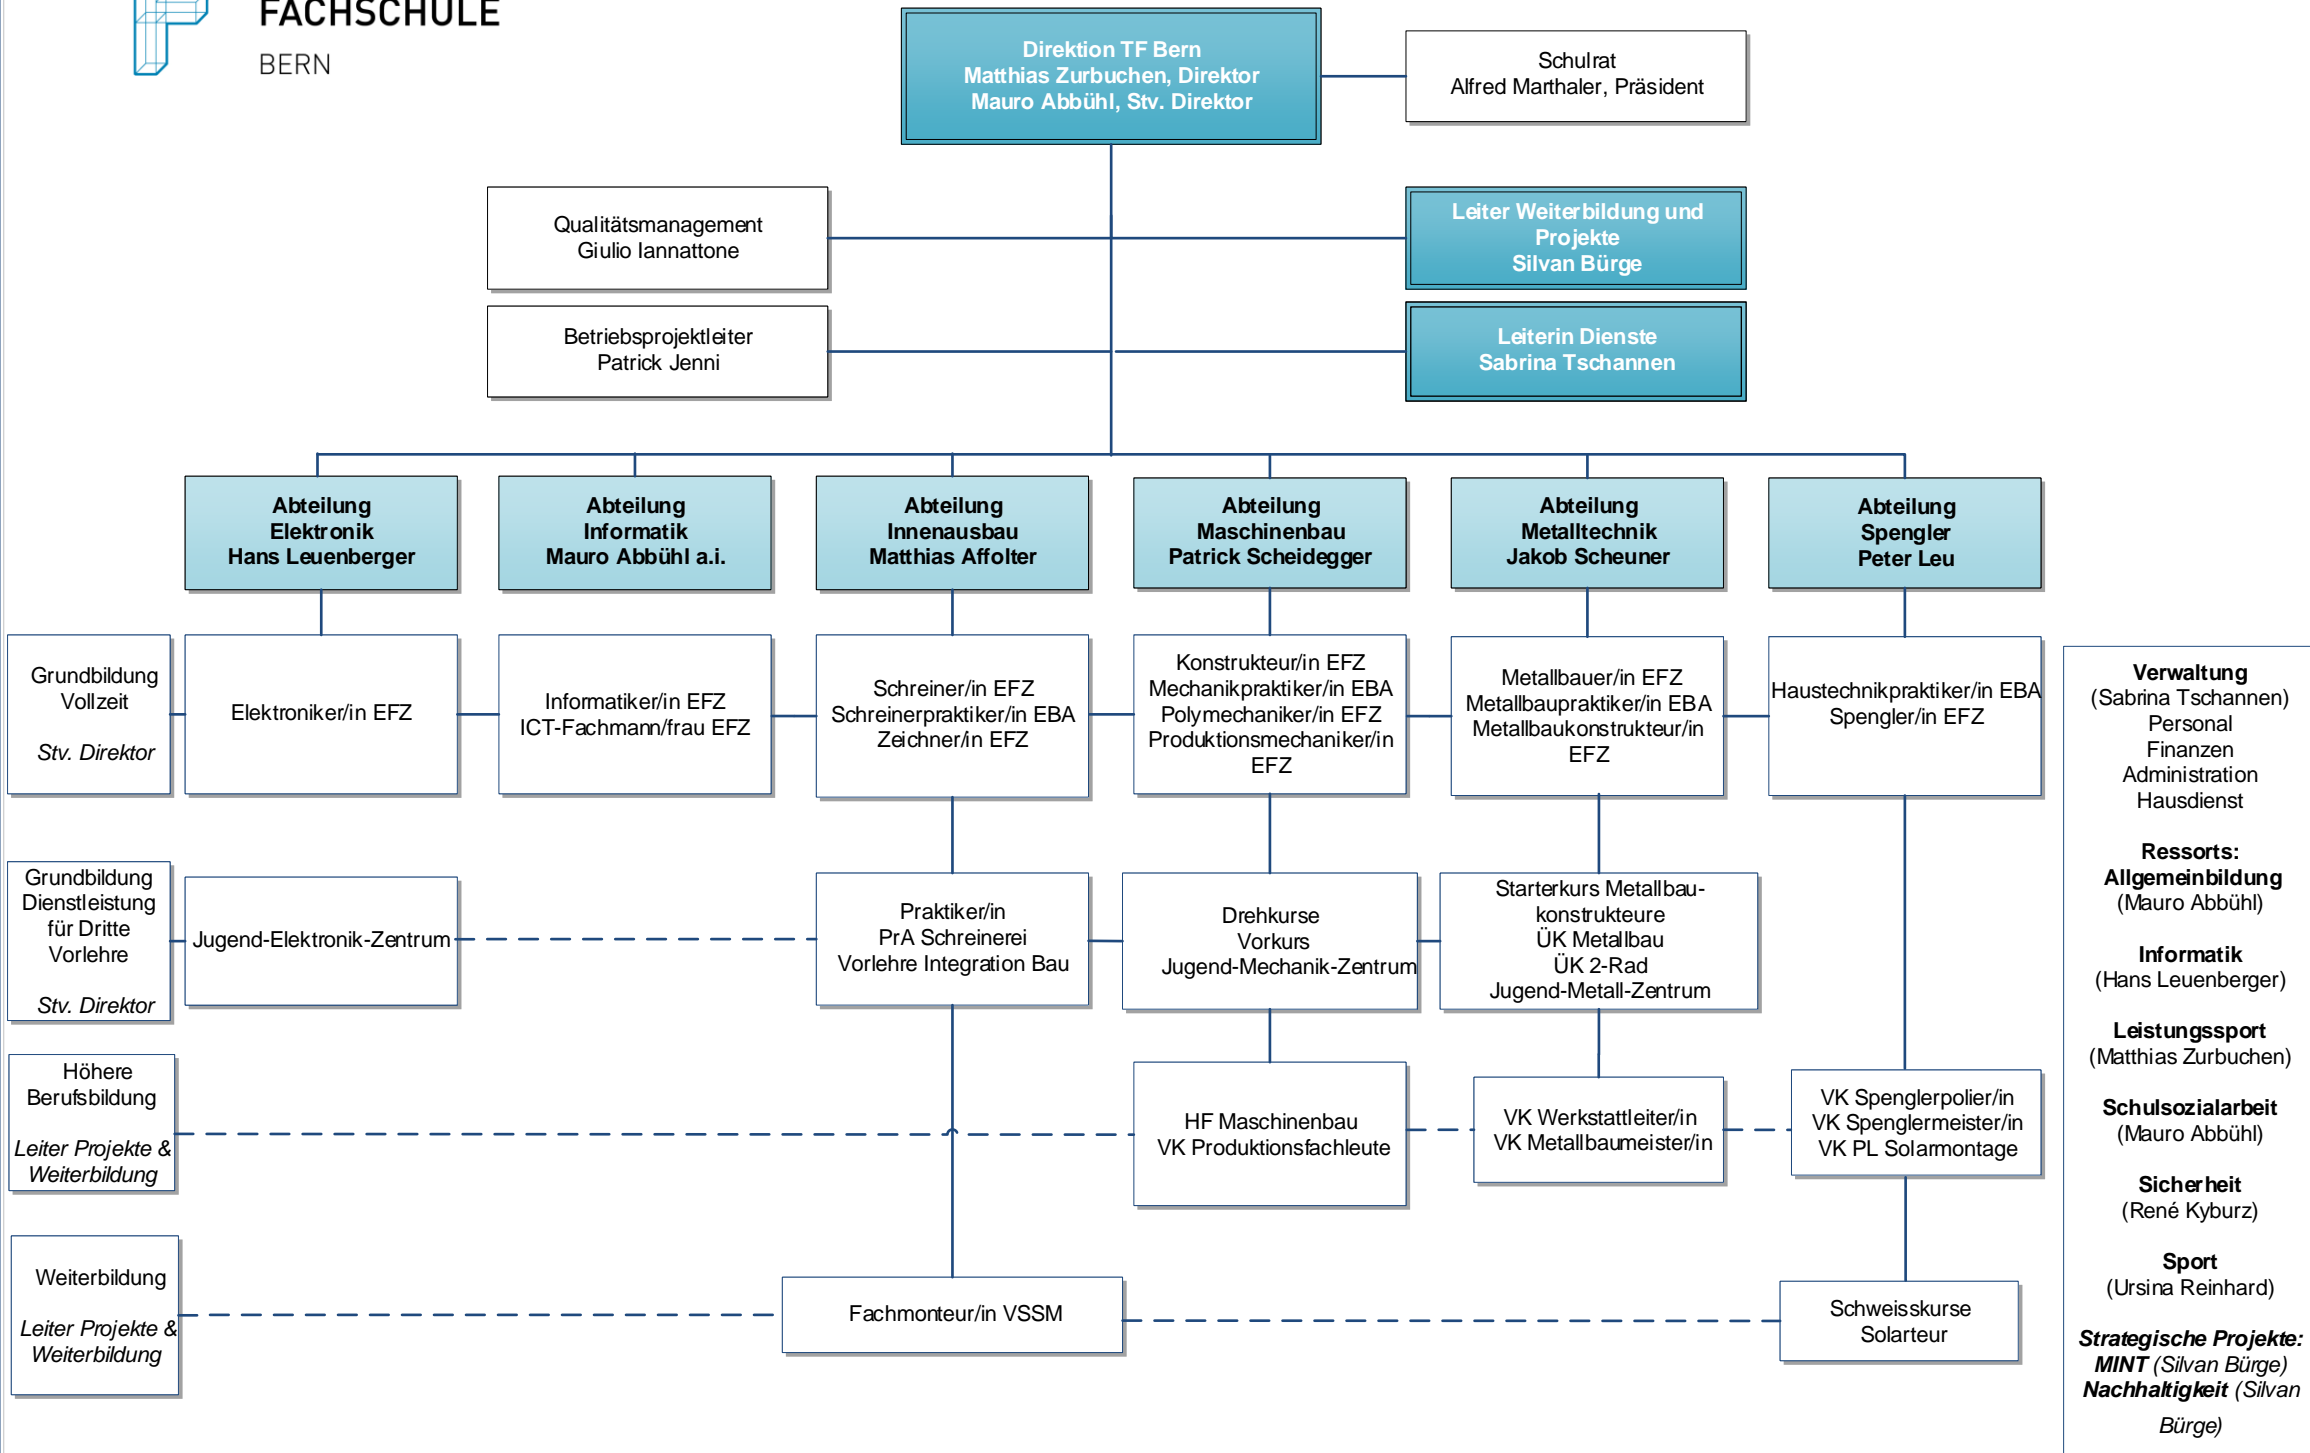 FACHSCHULE
BERN
Direktion TF Bern
Matthias Zurbuchen, Direktor
Mauro Abbühl, Stv. Direktor
Schulrat
Alfred Marthaler, Präsident
Qualitätsmanagement
Giulio Iannattone
Leiter Weiterbildung und
Projekte
Silvan Bürge
Betriebsprojektleiter
Patrick Jenni
Leiterin Dienste
Sabrina Tschannen
Abteilung
Elektronik
Hans Leuenberger
Abteilung
Informatik
Mauro Abbühl a.i.
Abteilung
Innenausbau
Matthias Affolter
Abteilung
Maschinenbau
Patrick Scheidegger
Abteilung
Metalltechnik
Jakob Scheuner
Abteilung
Spengler
Peter Leu
Grundbildung
Vollzeit
Stv. Direktor
Elektroniker/in EFZ
Informatiker/in EFZ
ICT-Fachmann/frau EFZ
Schreiner/in EFZ
Schreinerpraktiker/in EBA
Zeichner/in EFZ
Konstrukteur/in EFZ
Mechanikpraktiker/in EBA
Polymechaniker/in EFZ
Produktionsmechaniker/in
EFZ
Metallbauer/in EFZ
Metallbaupraktiker/in EBA
Metallbaukonstrukteur/in
EFZ
Haustechnikpraktiker/in EBA
Spengler/in EFZ
Grundbildung
Dienstleistung
für Dritte
Vorlehre
Stv. Direktor
Jugend-Elektronik-Zentrum
Praktiker/in
PrA Schreinerei
Vorlehre Integration Bau
Drehkurse
Vorkurs
Jugend-Mechanik-Zentrum
Starterkurs Metallbau-
konstrukteure
ÜK Metallbau
ÜK 2-Rad
Jugend-Metall-Zentrum
Höhere
Berufsbildung
Leiter Projekte &
Weiterbildung
HF Maschinenbau
VK Produktionsfachleute
VK Werkstattleiter/in
VK Metallbaumeister/in
VK Spenglerpolier/in
VK Spenglermeister/in
VK PL Solarmontage
Weiterbildung
Leiter Projekte &
Weiterbildung
Fachmonteur/in VSSM
Schweisskurse
Solarteur
Verwaltung
(Sabrina Tschannen)
Personal
Finanzen
Administration
Hausdienst
Ressorts:
Allgemeinbildung
(Mauro Abbühl)
Informatik
(Hans Leuenberger)
Leistungssport
(Matthias Zurbuchen)
Schulsozialarbeit
(Mauro Abbühl)
Sicherheit
(René Kyburz)
Sport
(Ursina Reinhard)
Strategische Projekte:
MINT (Silvan Bürge)
Nachhaltigkeit (Silvan
Bürge)